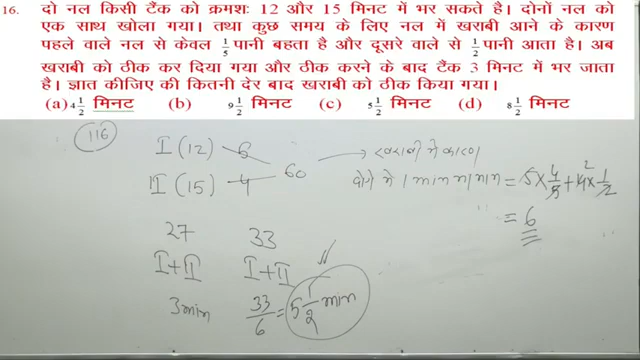 16. दो नल किसी टैंक को क्रमशः 12 और 15 मिनट में भर सकते है। दोनों नल को
एक साथ खोला गया। तथा कुछ समय के लिए नल में खराबी आने के कारण
पहले वाले नल से केवल 1/5 पानी बहता है और दूसरे वाले से 1/2 पानी आता है। अब
खराबी को ठीक कर दिया गया और ठीक करने के बाद टैंक 3 मिनट में भर जाता
है। ज्ञात कीजिए की कितनी देर बाद खराबी को ठीक किया गया।
(a) 4 1/2 मिनट (b) 9 1/2 मिनट (c) 5 1/2 मिनट (d) 8 1/2 मिनट
116
I (12) 60 → खराबी के कारण
II (15) 4 दोनो ने 1 min में = 5 × 4/5 + 4 × 1/2
= 6
27 33
I+II I+II
3 min 33/6 = 5 1/2 min